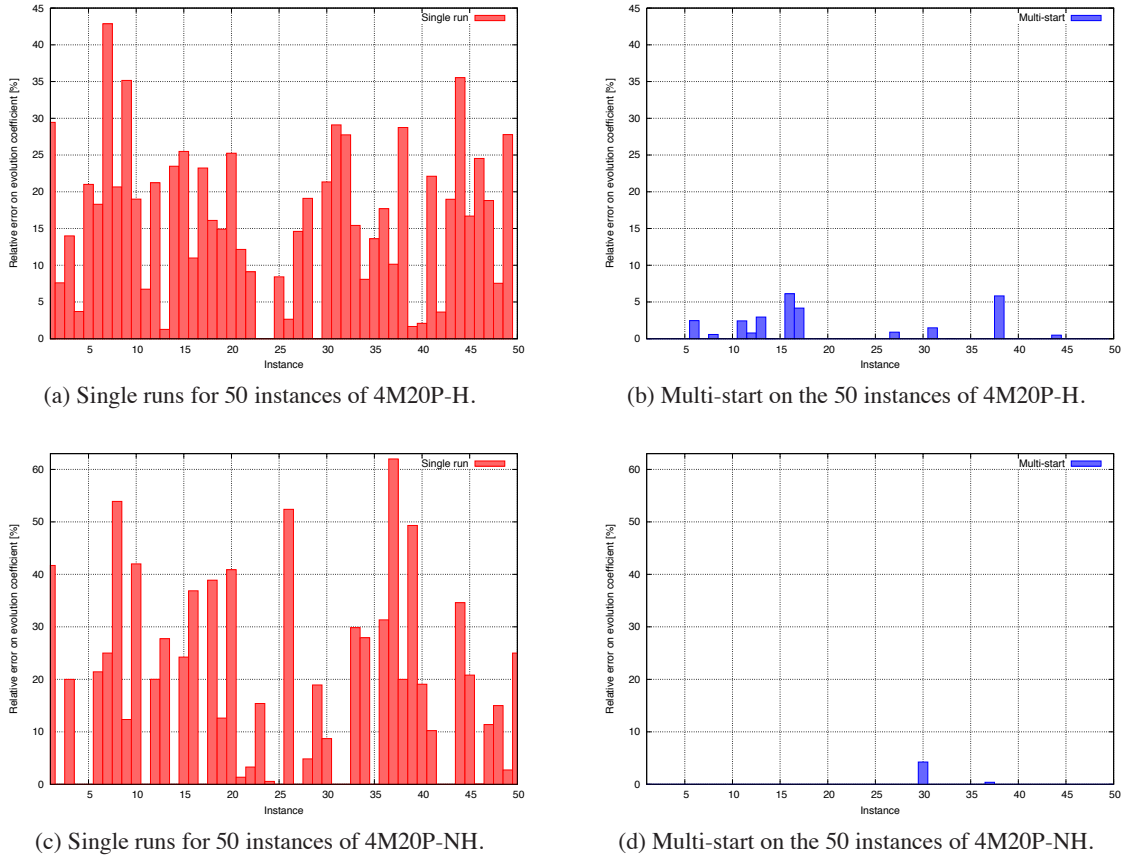 Single run
Relative error on evolution coefficient [%]
45
40
35
30
25
20
15
10
5
0
5 10 15 20 25 30 35 40 45 50
Instance
(a) Single runs for 50 instances of 4M20P-H.
Multi-start
Relative error on evolution coefficient [%]
45
40
35
30
25
20
15
10
5
0
5 10 15 20 25 30 35 40 45 50
Instance
(b) Multi-start on the 50 instances of 4M20P-H.
Single run
Relative error on evolution coefficient [%]
60
50
40
30
20
10
0
5 10 15 20 25 30 35 40 45 50
Instance
(c) Single runs for 50 instances of 4M20P-NH.
Multi-start
Relative error on evolution coefficient [%]
60
50
40
30
20
10
0
5 10 15 20 25 30 35 40 45 50
Instance
(d) Multi-start on the 50 instances of 4M20P-NH.